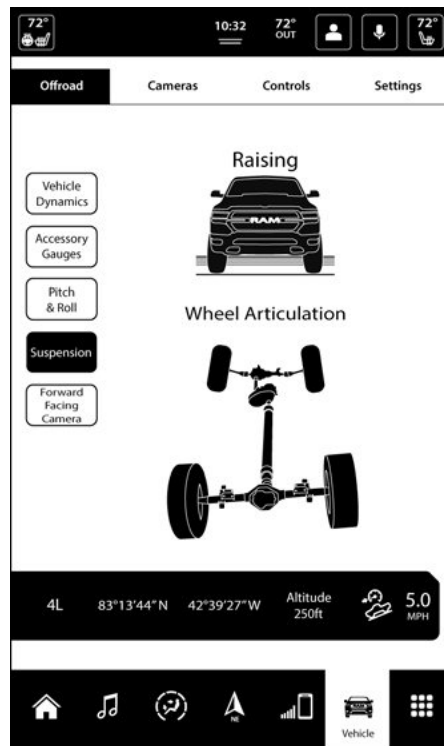 72°
10:32
72°
OUT
72°
Offroad
Cameras
Controls
Settings
Raising
Vehicle
Dynamics
RAM
Accessory
Gauges
Pitch
& Roll
Wheel Articulation
Suspension
Forward
Facing
Camera
4L
83°13'44"N
42°39'27"W
Altitude
250ft
5.0
MPH
NE
Vehicle